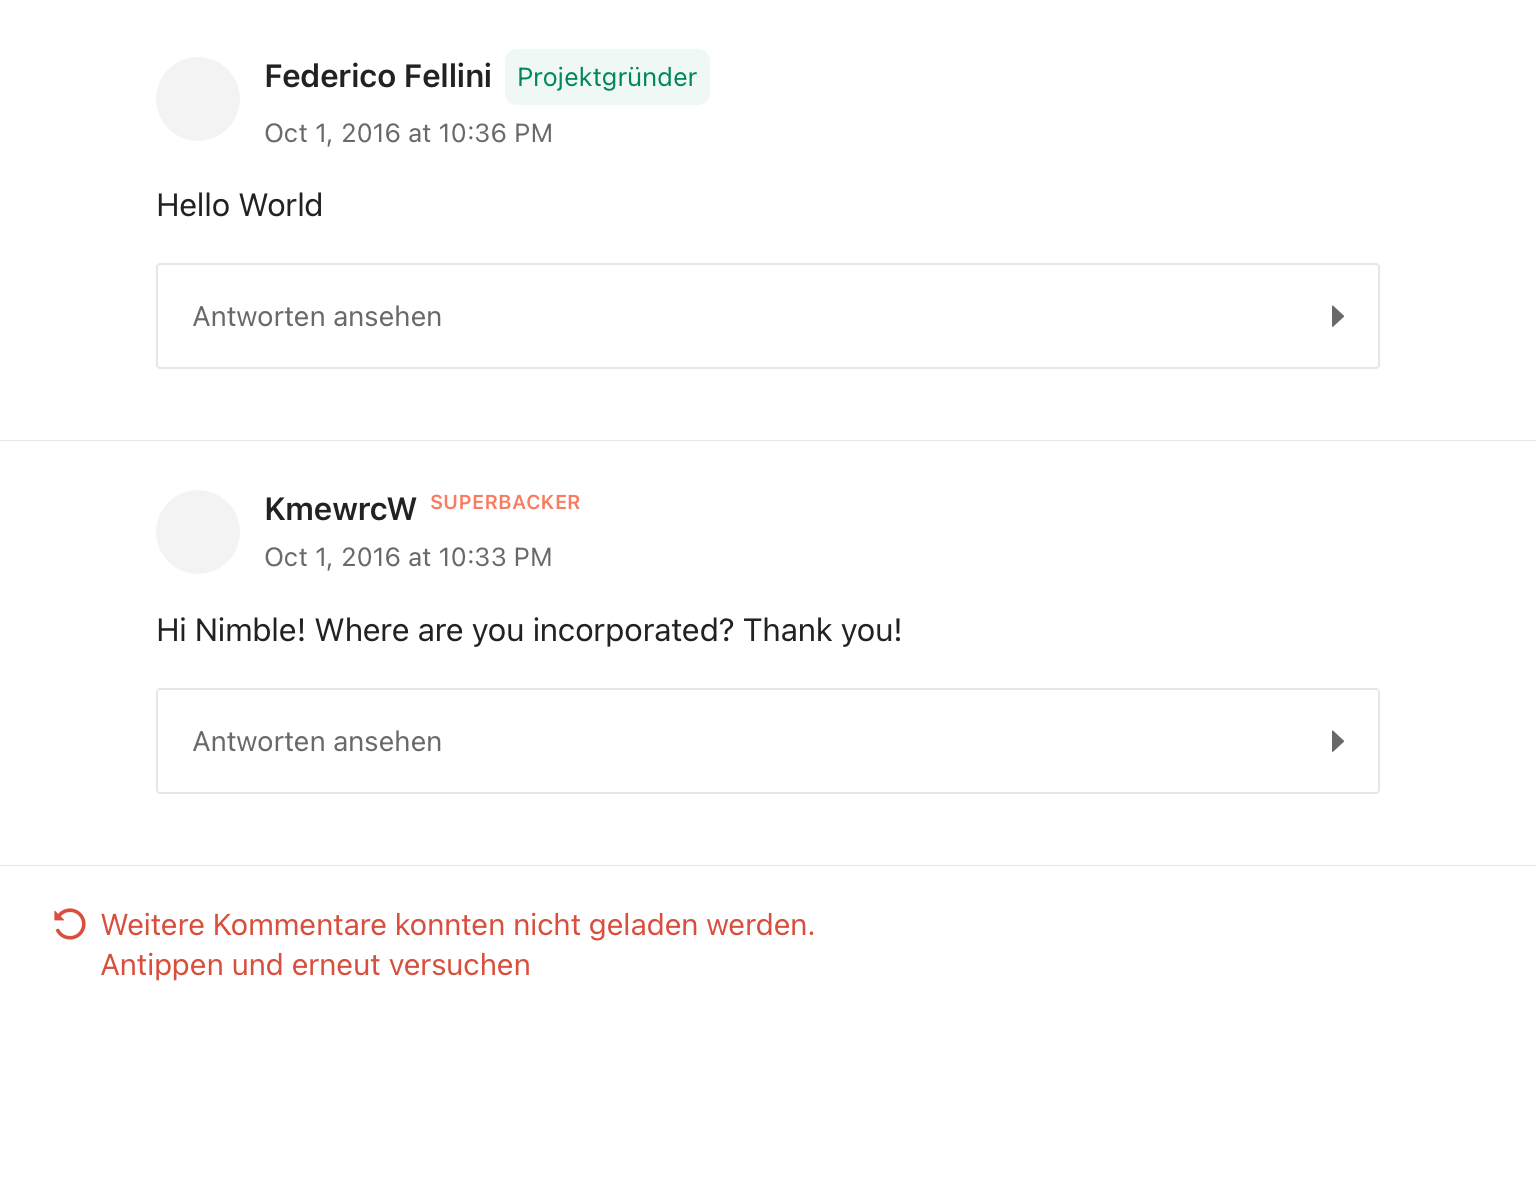 Federico Fellini Projektgründer
Oct 1, 2016 at 10:36 PM
Hello World
Antworten ansehen
KmewrcW SUPERBACKER
Oct 1, 2016 at 10:33 PM
Hi Nimble! Where are you incorporated? Thank you!
Antworten ansehen
Weitere Kommentare konnten nicht geladen werden.
Antippen und erneut versuchen